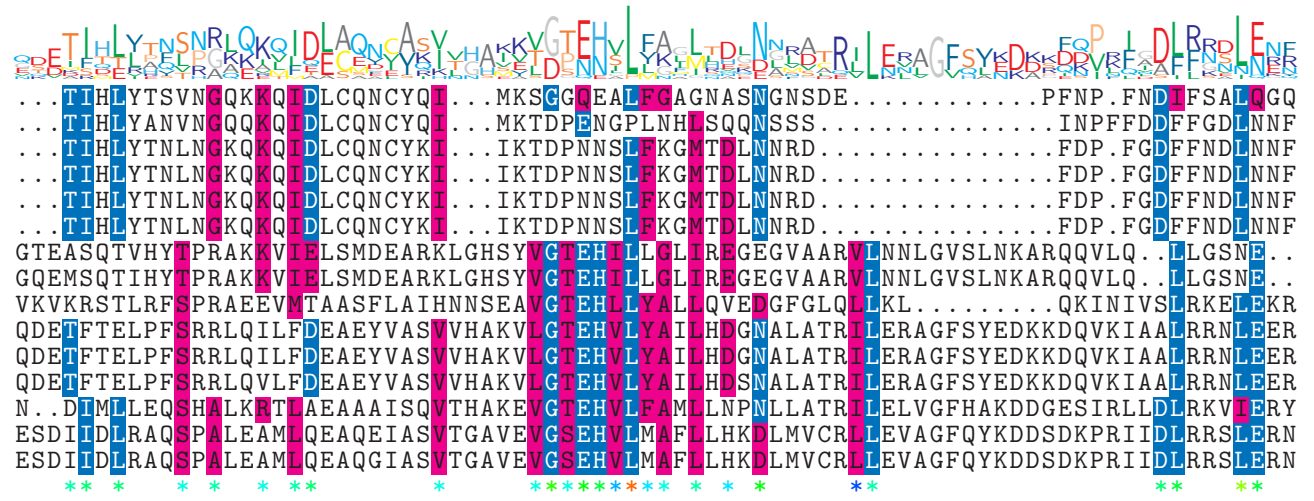 ...TIHLYTSVNGQKKQIDLCQNCYQI...MKSGGQEALFGAGNASNGNSDE............PFNP.FNDIFSALQGQ
...TIHLYANVNGQQKQIDLCQNCYKI...MKTDPENGPLNHLSQQNSSS...............INPFFDDFFGDLNNF
...TIHLYTNLNGKQKQIDLCQNCYKI...IKTDPNNSLFKGMTDLNNRD...............FDP.FGDFFNDLNNF
...TIHLYTNLNGKQKQIDLCQNCYKI...IKTDPNNSLFKGMTDLNNRD...............FDP.FGDFFNDLNNF
...TIHLYTNLNGKQKQIDLCQNCYKI...IKTDPNNSLFKGMTDLNNRD...............FDP.FGDFFNDLNNF
...TIHLYTNLNGKQKQIDLCQNCYKI...IKTDPNNSLFKGMTDLNNRD...............FDP.FGDFFNDLNNF
GTEASQTVHYTPRAKKVIELSMDEARKLGHSYVGTEHILLGLIREGEGVAARVLNNLGVSLNKARQQVLQ..LLGSNE..
GQEMSQTIHYTPRAKKVIELSMDEARKLGHSYVGTEHILLGLIREGEGVAARVLNNLGVSLNKARQQVLQ..LLGSNE..
VKVKRSTLRFSPRAEEVMTAASFLAIHNNSEAVGTEHLLYALLQVEDGFGLQLLKL.........QKINIVSLRKELEKR
QDETFTELPFSRRLQILFDEAEYVASVVHAKVLGTEHVLYAILHDGNALATRILERAGFSYEDKKDQVKIAALRRNLEER
QDETFTELPFSRRLQILFDEAEYVASVVHAKVLGTEHVLYAILHDGNALATRILERAGFSYEDKKDQVKIAALRRNLEER
QDETFTELPFSRRLQVLFDEAEYVASVVHAKVLGTEHVLYAILHDSNALATRILERAGFSYEDKKDQVKIAALRRNLEER
N..DIMLLEQSHALKRTLAEAAAISQVTHAKEVGTEHVLFAMLLNPNLLATRILELVGFHAKDDGESIRLLDLRKVIERY
ESDIIDLRAQSPALEAMLQEAQEIASVTGAVEVGSEHVLMAFLLHKDLMVCRLLEVAGFQYKDDSDKPRIIDLRRSLERN
ESDIIDLRAQSPALEAMLQEAQGIASVTGAVEVGSEHVLMAFLLHKDLMVCRLLEVAGFQYKDDSDKPRIIDLRRSLERN